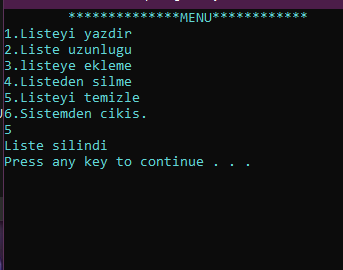 **************MENU************
1.Listeyi yazdir
2.Liste uzunlugu
3.listeye ekleme
4.Listeden silme
5.Listeyi temizle
6.Sistemden cikis.
5
Liste silindi
Press any key to continue . . .